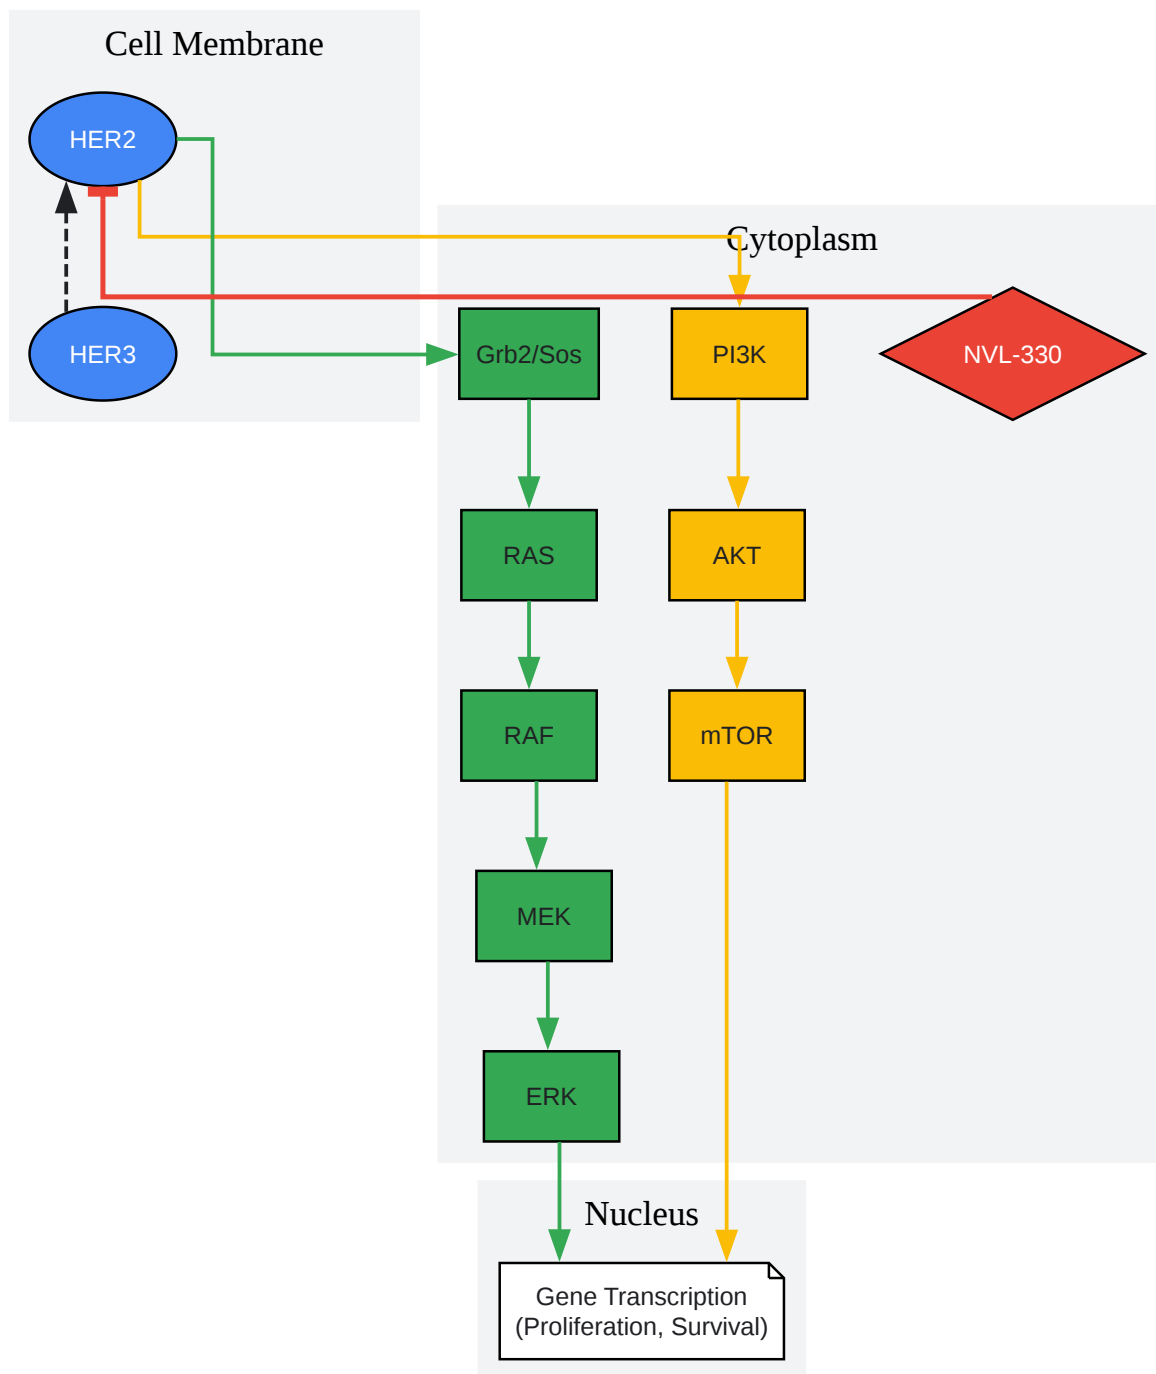 Cell Membrane
HER2
HER3
Cytoplasm
Grb2/Sos
PI3K
NVL-330
RAS
AKT
RAF
mTOR
MEK
ERK
Nucleus
Gene Transcription
(Proliferation, Survival)